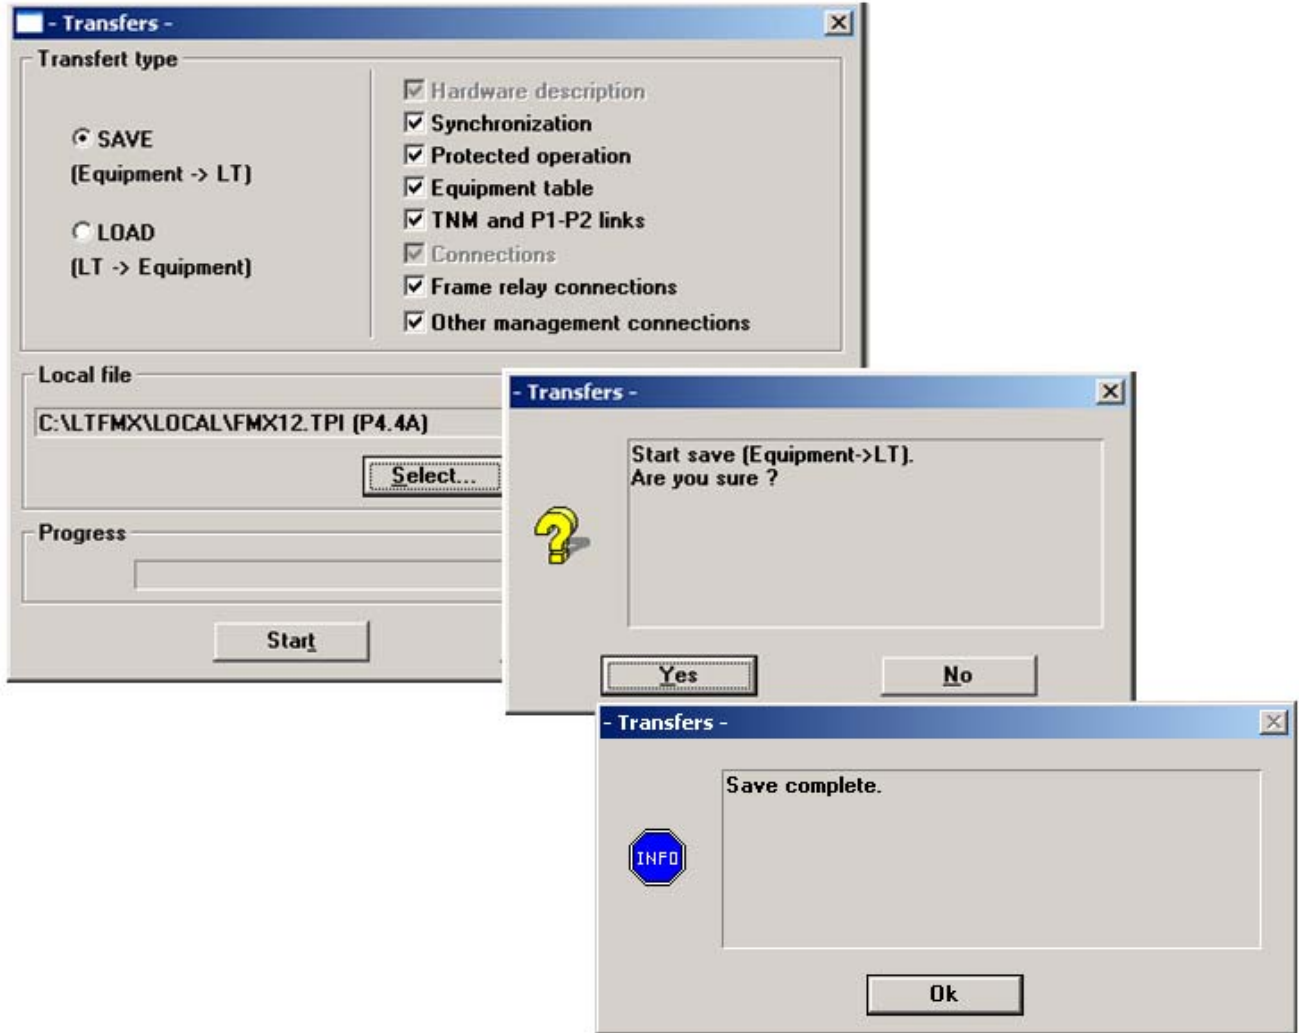 - Transfers -
Transfert type
SAVE
(Equipment -> LT)
LOAD
(LT -> Equipment)
Hardware description
Synchronization
Protected operation
Equipment table
TNM and P1-P2 links
Connections
Frame relay connections
Other management connections
Local file
C:\LTFMX\LOCAL\FMX12.TPI (P4.4A)
Select...
Progress
Start
- Transfers -
Start save (Equipment->LT).
Are you sure ?
Yes
No
- Transfers -
Save complete.
INFO
Ok